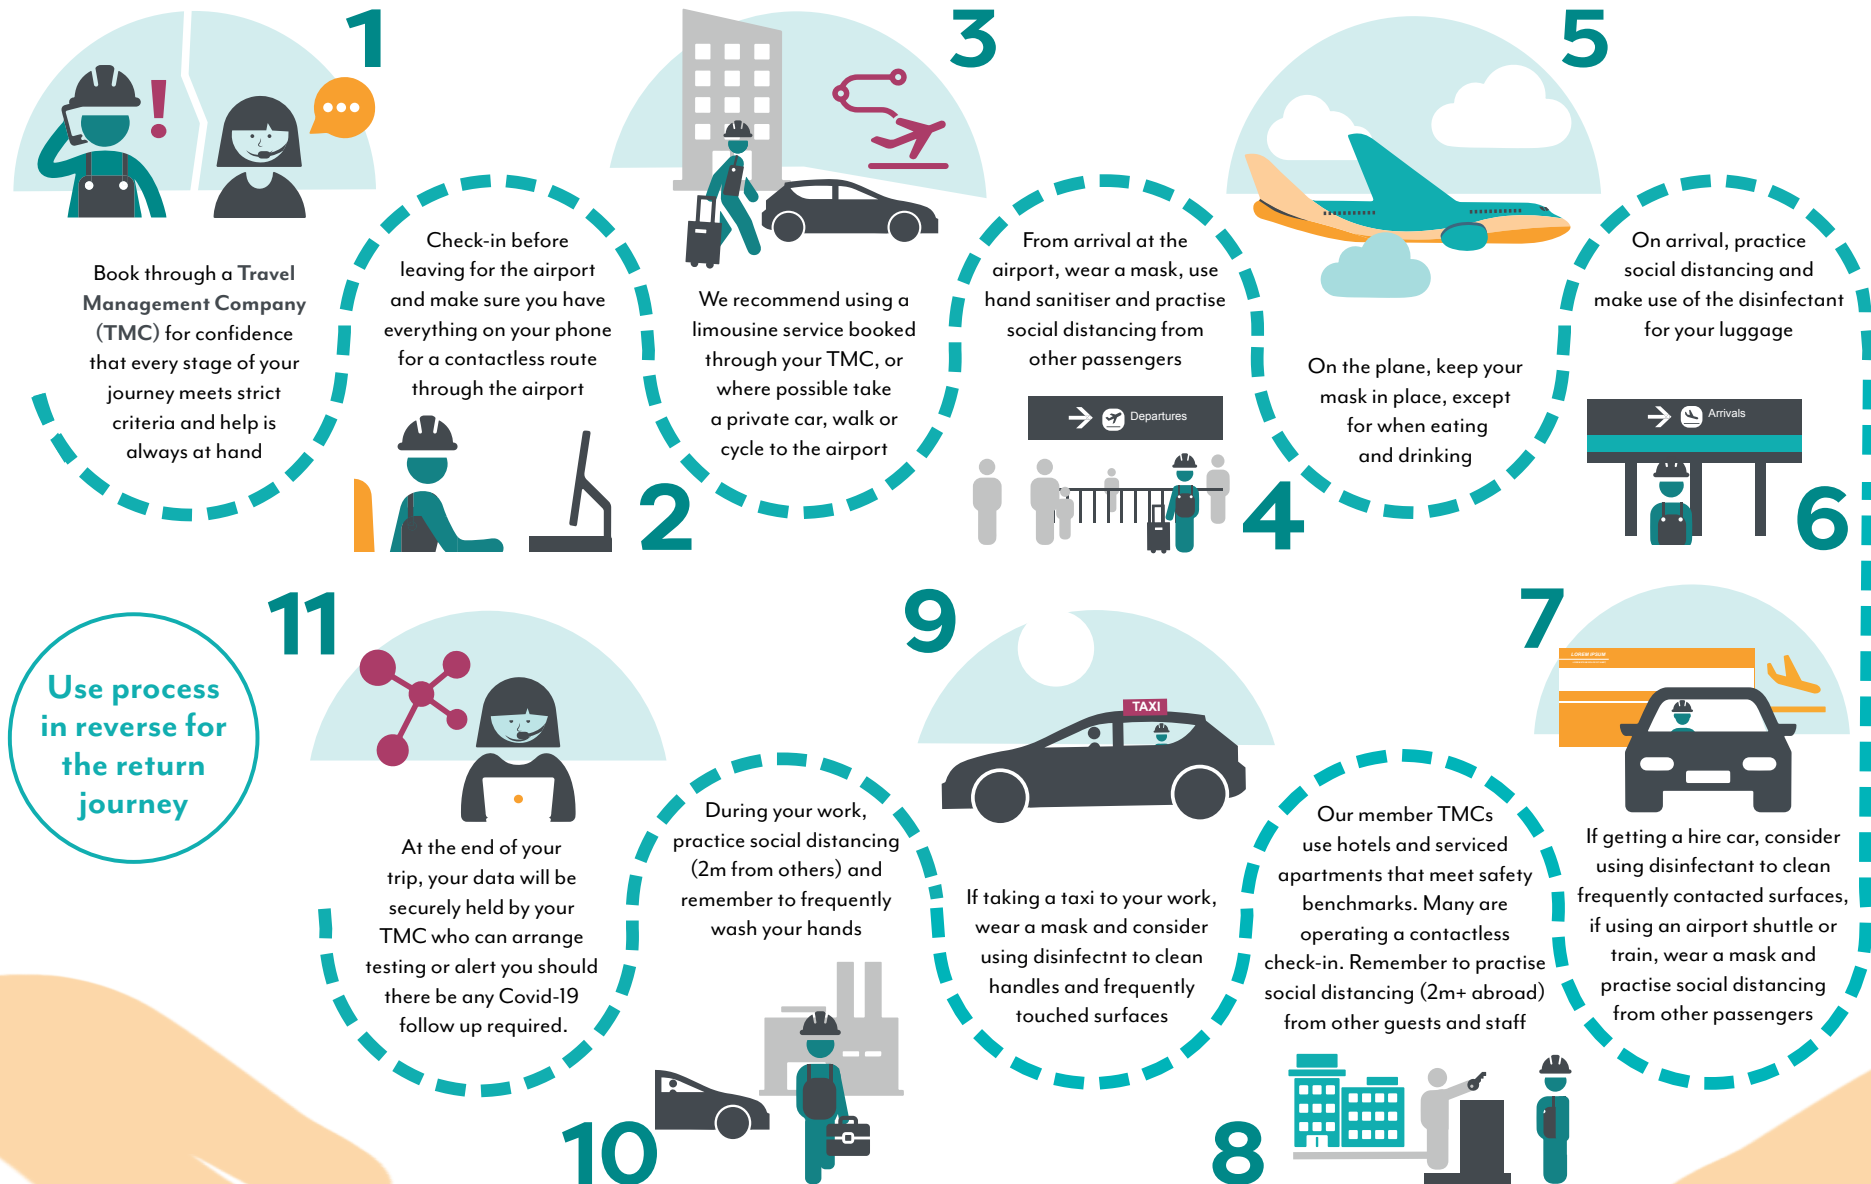 1
Book through a Travel
Management Company
(TMC) for confidence
that every stage of your
journey meets strict
criteria and help is
always at hand
2
Check-in before
leaving for the airport
and make sure you have
everything on your phone
for a contactless route
through the airport
3
We recommend using a
limousine service booked
through your TMC, or
where possible take
a private car, walk or
cycle to the airport
4
From arrival at the
airport, wear a mask, use
hand sanitiser and practise
social distancing from
other passengers
Departures
5
On the plane, keep your
mask in place, except
for when eating
and drinking
6
On arrival, practice
social distancing and
make use of the disinfectant
for your luggage
Arrivals
7
LOREM IPSUM
If getting a hire car, consider
using disinfectant to clean
frequently contacted surfaces,
if using an airport shuttle or
train, wear a mask and
practise social distancing
from other passengers
8
Our member TMCs
use hotels and serviced
apartments that meet safety
benchmarks. Many are
operating a contactless
check-in. Remember to practise
social distancing (2m+ abroad)
from other guests and staff
9
TAXI
If taking a taxi to your work,
wear a mask and consider
using disinfectnt to clean
handles and frequently
touched surfaces
10
During your work,
practice social distancing
(2m from others) and
remember to frequently
wash your hands
11
At the end of your
trip, your data will be
securely held by your
TMC who can arrange
testing or alert you should
there be any Covid-19
follow up required.
Use process
in reverse for
the return
journey